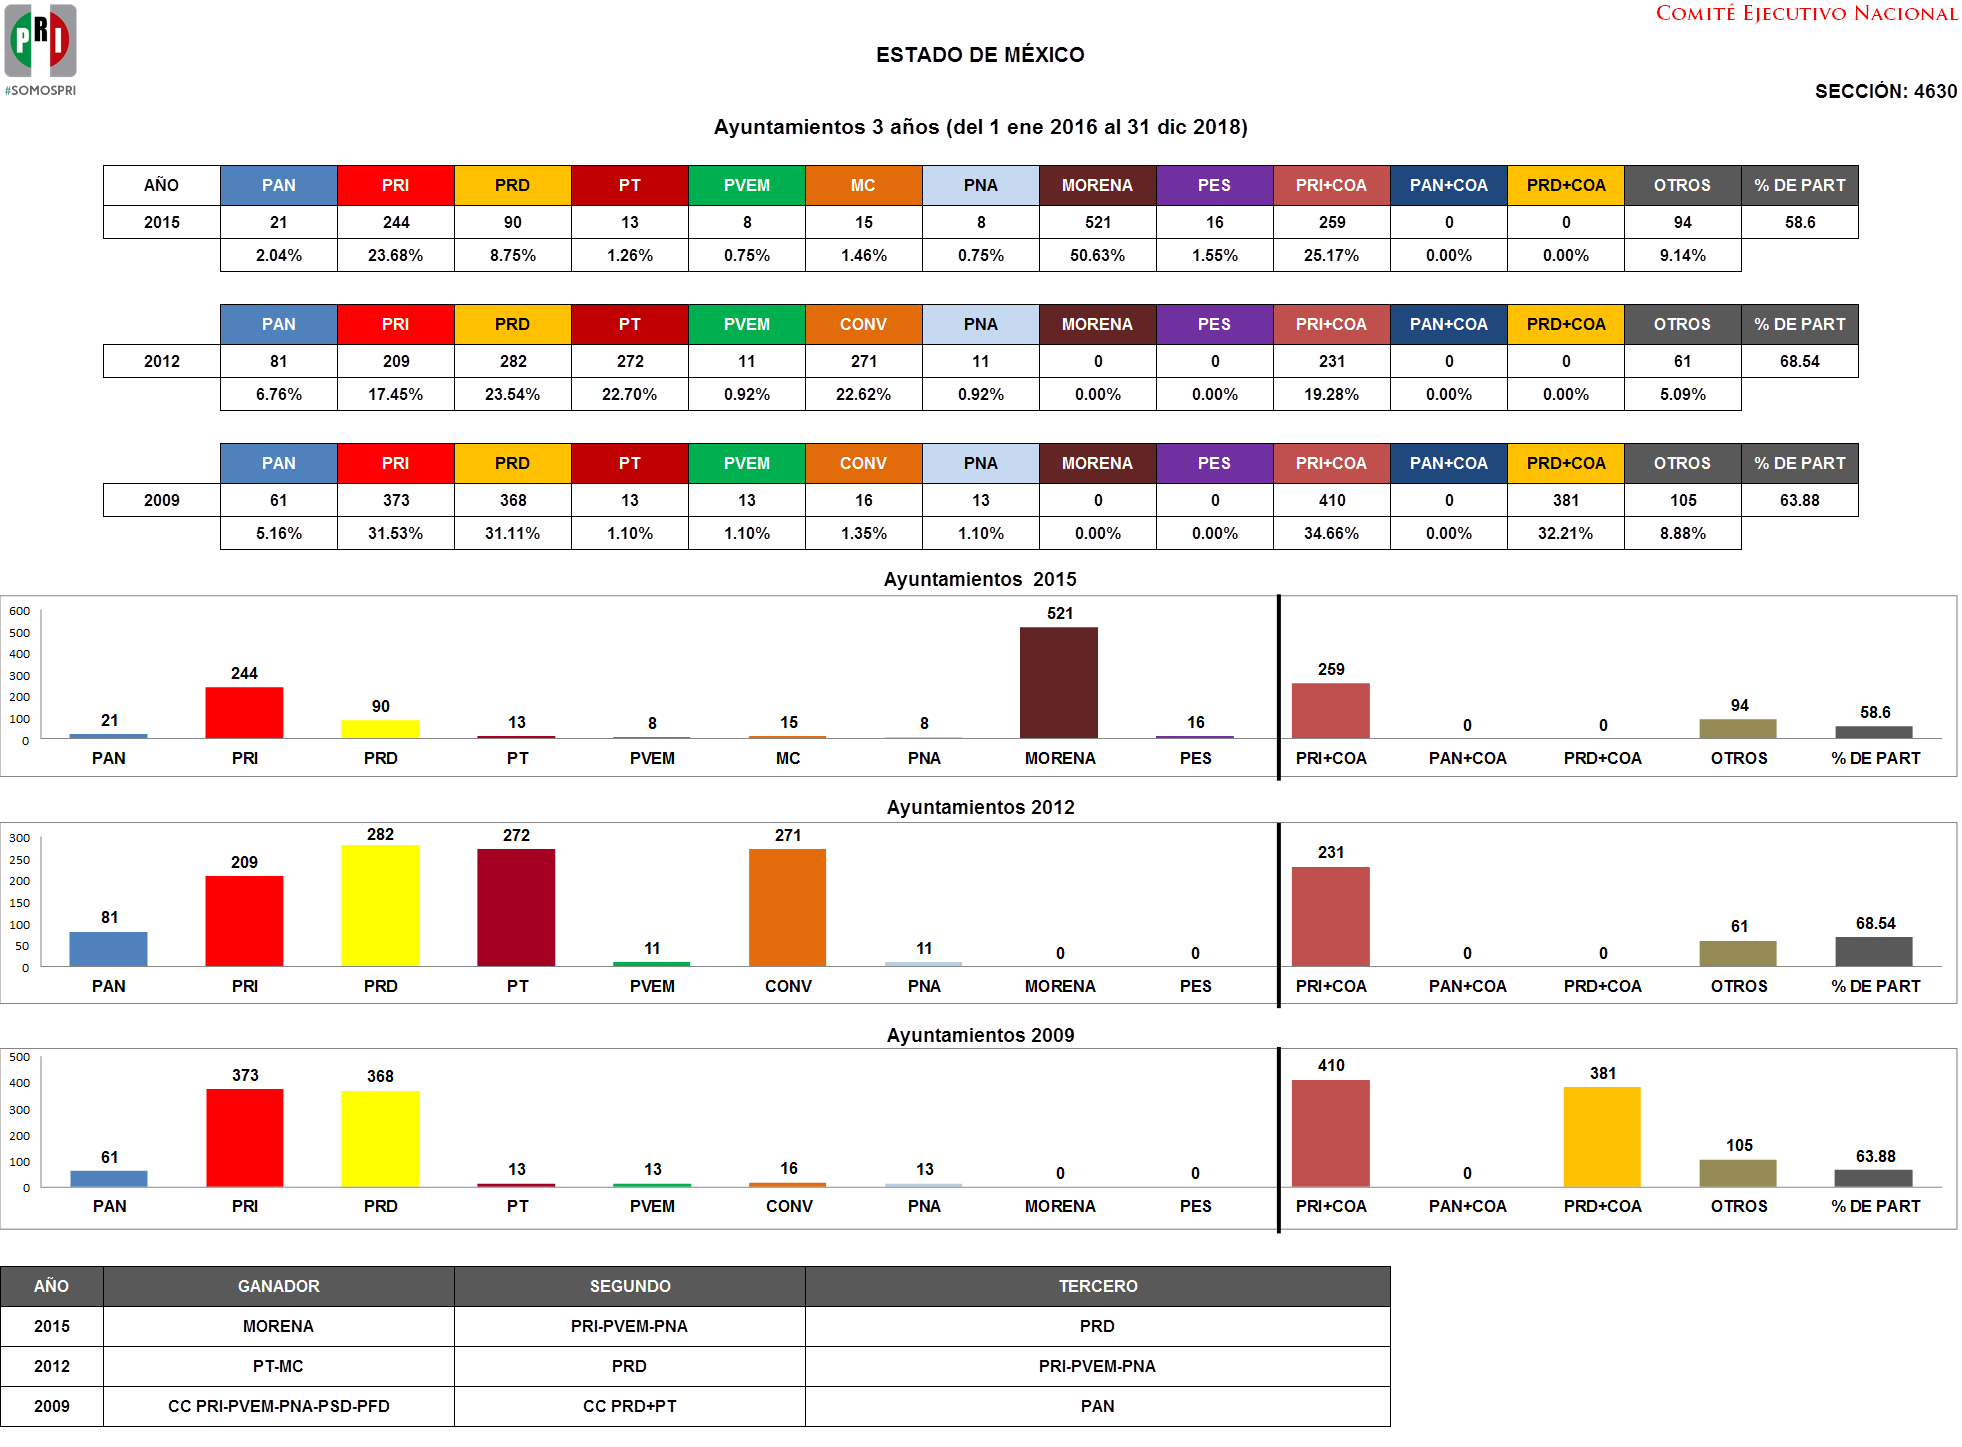 PRI
#SOMOSPRI
COMITÉ EJECUTIVO NACIONAL
ESTADO DE MÉXICO
SECCIÓN: 4630
Ayuntamientos 3 años (del 1 ene 2016 al 31 dic 2018)
AÑO PAN PRI PRD PT PVEM MC PNA MORENA PES PRI+COA PAN+COA PRD+COA OTROS % DE PART
2015 21 244 90 13 8 15 8 521 16 259 0 0 94 58.6
2.04% 23.68% 8.75% 1.26% 0.75% 1.46% 0.75% 50.63% 1.55% 25.17% 0.00% 0.00% 9.14%
PAN PRI PRD PT PVEM CONV PNA MORENA PES PRI+COA PAN+COA PRD+COA OTROS % DE PART
2012 81 209 282 272 11 271 11 0 0 231 0 0 61 68.54
6.76% 17.45% 23.54% 22.70% 0.92% 22.62% 0.92% 0.00% 0.00% 19.28% 0.00% 0.00% 5.09%
PAN PRI PRD PT PVEM CONV PNA MORENA PES PRI+COA PAN+COA PRD+COA OTROS % DE PART
2009 61 373 368 13 13 16 13 0 0 410 0 381 105 63.88
5.16% 31.53% 31.11% 1.10% 1.10% 1.35% 1.10% 0.00% 0.00% 34.66% 0.00% 32.21% 8.88%
Ayuntamientos 2015
600
500
400
300
200
100
0
21 244 90 13 8 15 8 521 16 259 0 0 94 58.6
PAN PRI PRD PT PVEM MC PNA MORENA PES PRI+COA PAN+COA PRD+COA OTROS % DE PART
Ayuntamientos 2012
300
250
200
150
100
50
0
81 209 282 272 11 271 11 0 0 231 0 0 61 68.54
PAN PRI PRD PT PVEM CONV PNA MORENA PES PRI+COA PAN+COA PRD+COA OTROS % DE PART
Ayuntamientos 2009
500
400
300
200
100
0
61 373 368 13 13 16 13 0 0 410 0 381 105 63.88
PAN PRI PRD PT PVEM CONV PNA MORENA PES PRI+COA PAN+COA PRD+COA OTROS % DE PART
AÑO GANADOR SEGUNDO TERCERO
2015 MORENA PRI-PVEM-PNA PRD
2012 PT-MC PRD PRI-PVEM-PNA
2009 CC PRI-PVEM-PNA-PSD-PFD CC PRD+PT PAN